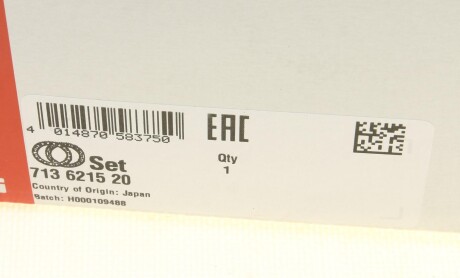 4 014870 583750
EAC
Set
Qty
713 6215 20
1
Country of Origin: Japan
Batch: H000109488